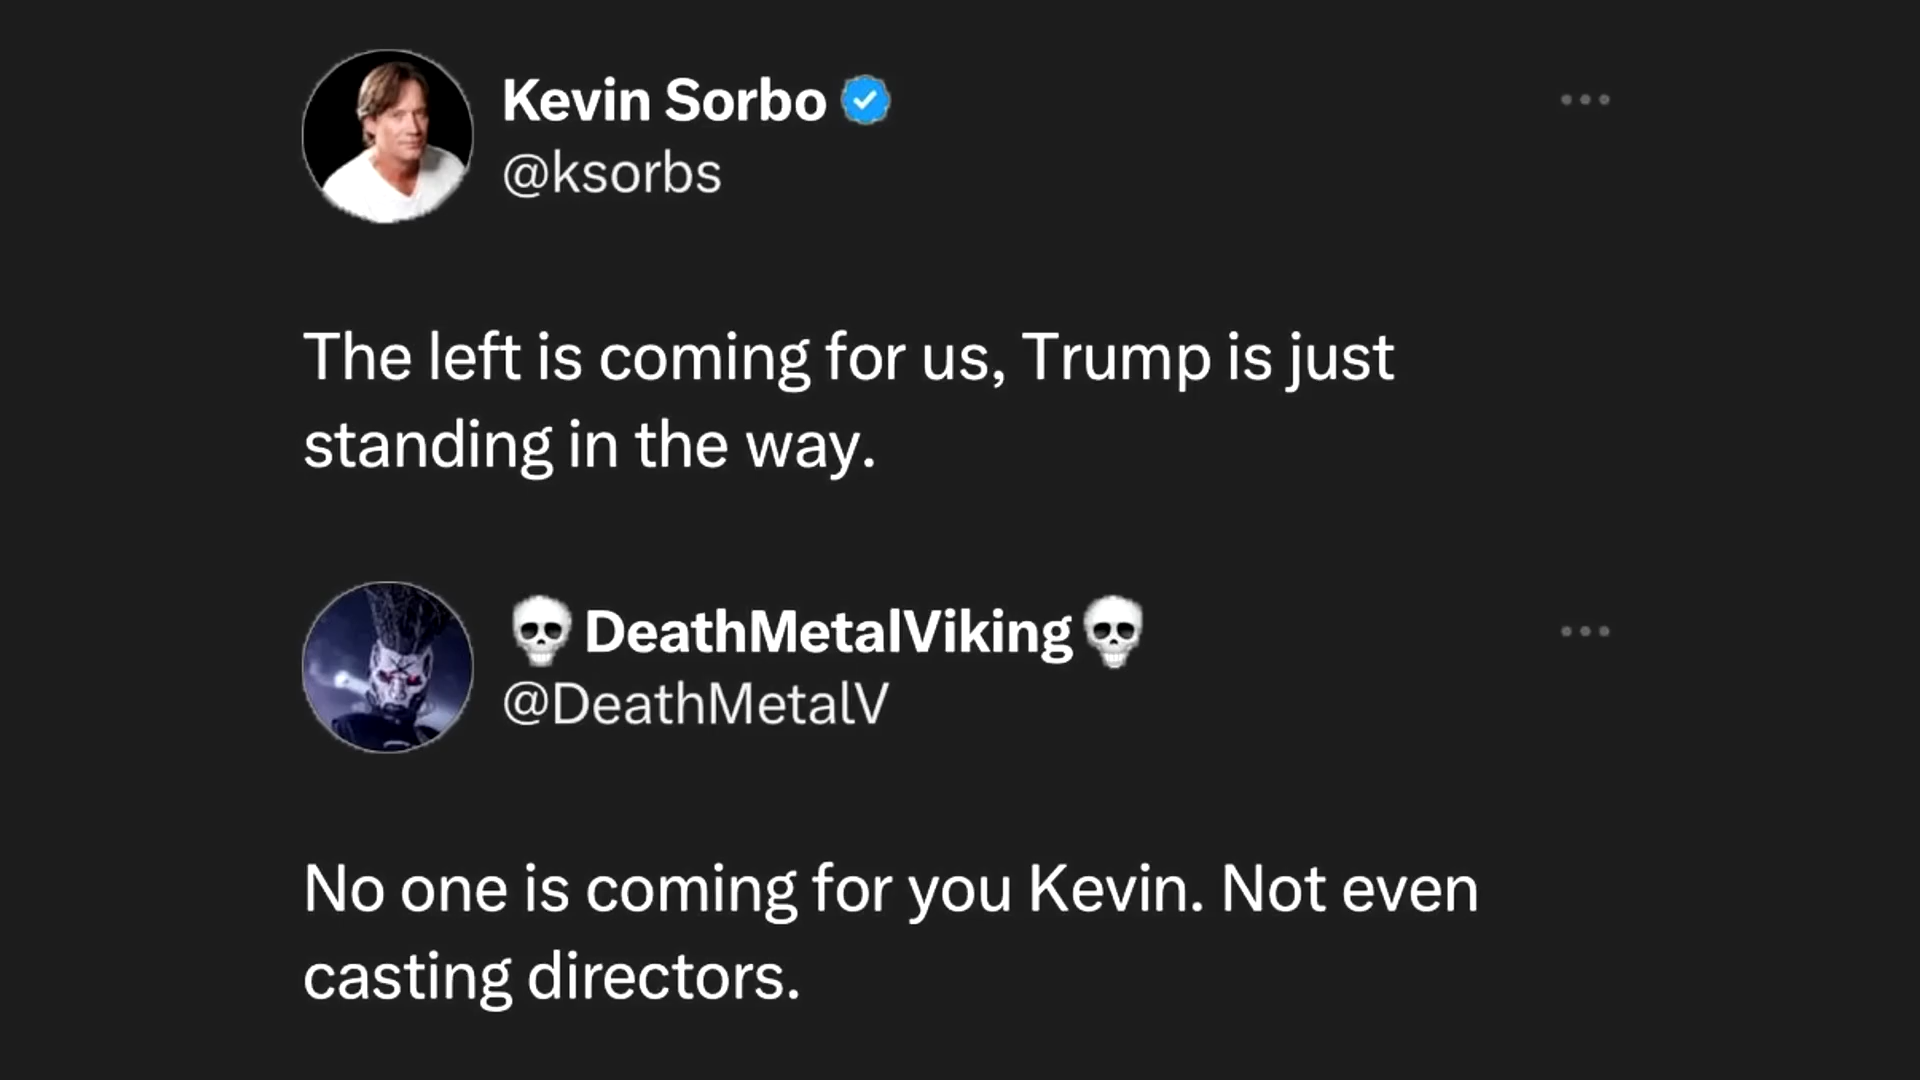 Kevin Sorbo
@ksorbs
The left is coming for us, Trump is just
standing in the way.
💀DeathMetalViking💀
@DeathMetalV
No one is coming for you Kevin. Not even
casting directors.